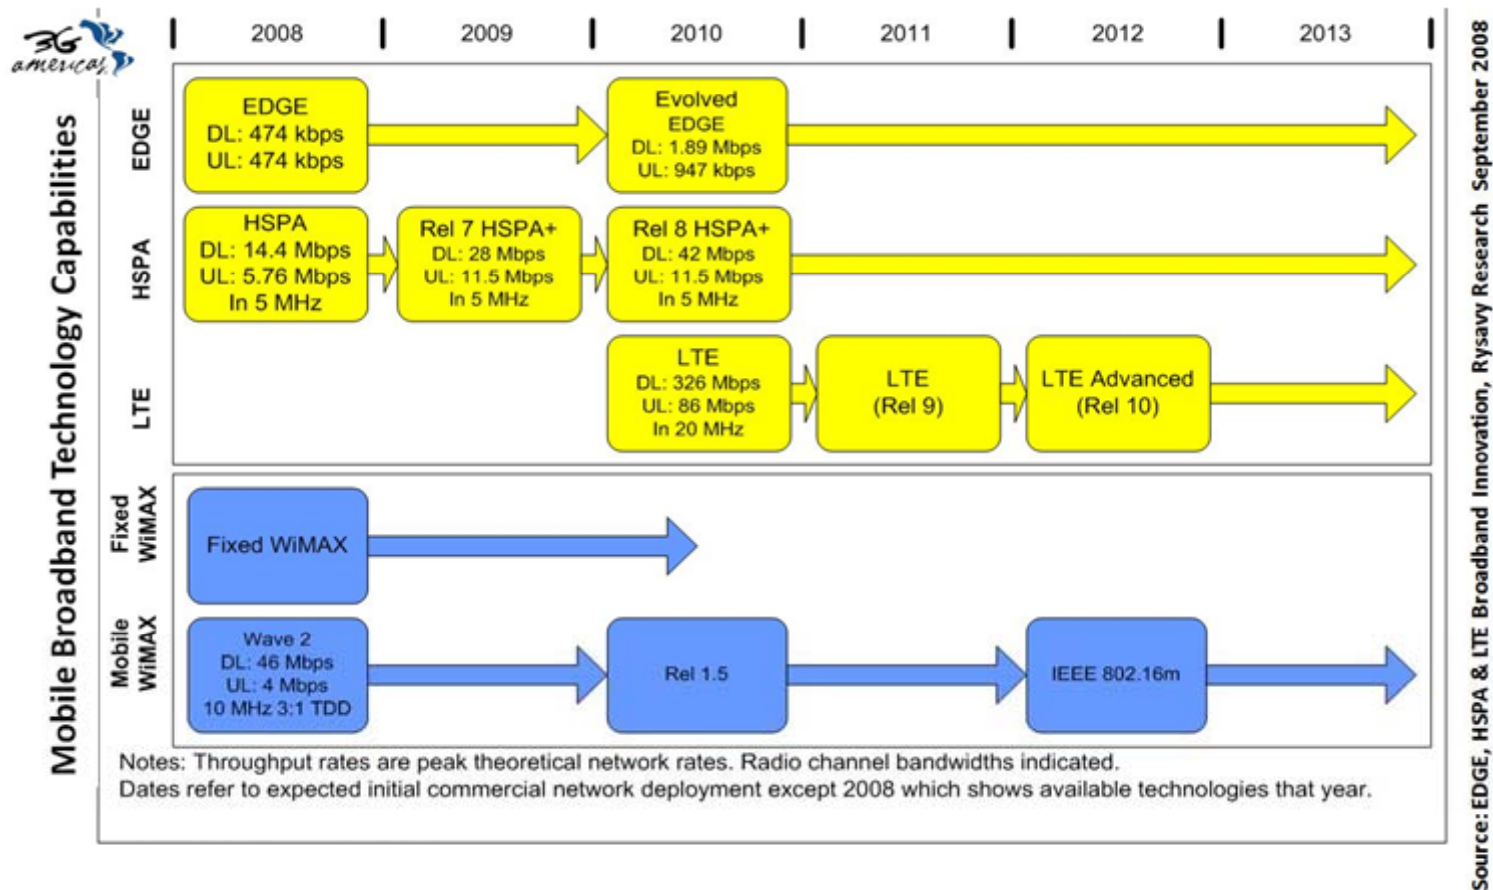 3G
americas
2008 2009 2010 2011 2012 2013
Mobile Broadband Technology Capabilities
EDGE
EDGE
DL: 474 kbps
UL: 474 kbps
Evolved
EDGE
DL: 1.89 Mbps
UL: 947 kbps
HSPA
HSPA
DL: 14.4 Mbps
UL: 5.76 Mbps
In 5 MHz
Rel 7 HSPA+
DL: 28 Mbps
UL: 11.5 Mbps
In 5 MHz
Rel 8 HSPA+
DL: 42 Mbps
UL: 11.5 Mbps
In 5 MHz
LTE
LTE
DL: 326 Mbps
UL: 86 Mbps
In 20 MHz
LTE
(Rel 9)
LTE Advanced
(Rel 10)
Fixed
WiMAX
Fixed WiMAX
Mobile
WiMAX
Wave 2
DL: 46 Mbps
UL: 4 Mbps
10 MHz 3:1 TDD
Rel 1.5
IEEE 802.16m
Notes: Throughput rates are peak theoretical network rates. Radio channel bandwidths indicated.
Dates refer to expected initial commercial network deployment except 2008 which shows available technologies that year.
Source: EDGE, HSPA & LTE Broadband Innovation, Rysavy Research September 2008